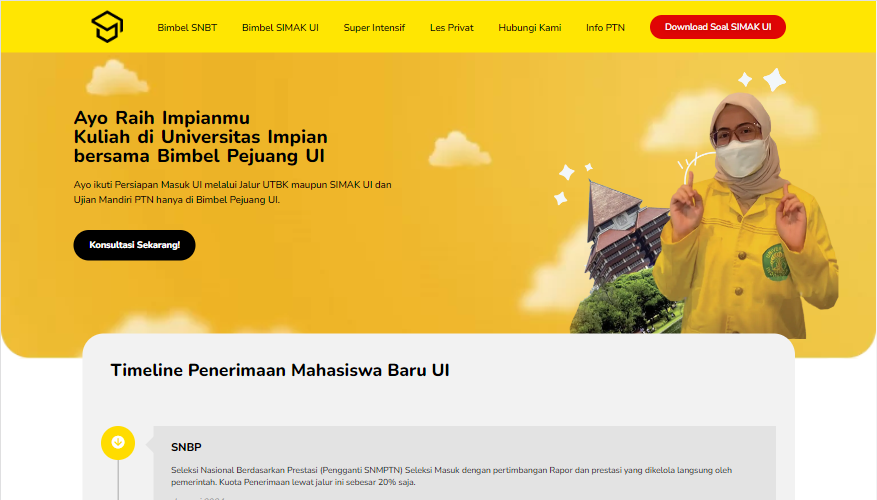 Bimbel SNBT
Bimbel SIMAK UI
Super Intensif
Les Privat
Hubungi Kami
Info PTN
Download Soal SIMAK UI
Ayo Raih Impianmu
Kuliah di Universitas Impian
bersama Bimbel Pejuang UI
Ayo ikuti Persiapan Masuk UI melalui Jalur UTBK maupun SIMAK UI dan
Ujian Mandiri PTN hanya di Bimbel Pejuang UI.
Konsultasi Sekarang!
Timeline Penerimaan Mahasiswa Baru UI
SNBP
Seleksi Nasional Berdasarkan Prestasi (Pengganti SNMPTN) Seleksi Masuk dengan pertimbangan Rapor dan prestasi yang dikelola langsung oleh
pemerintah. Kuota Penerimaan lewat jalur ini sebesar 20% saja.